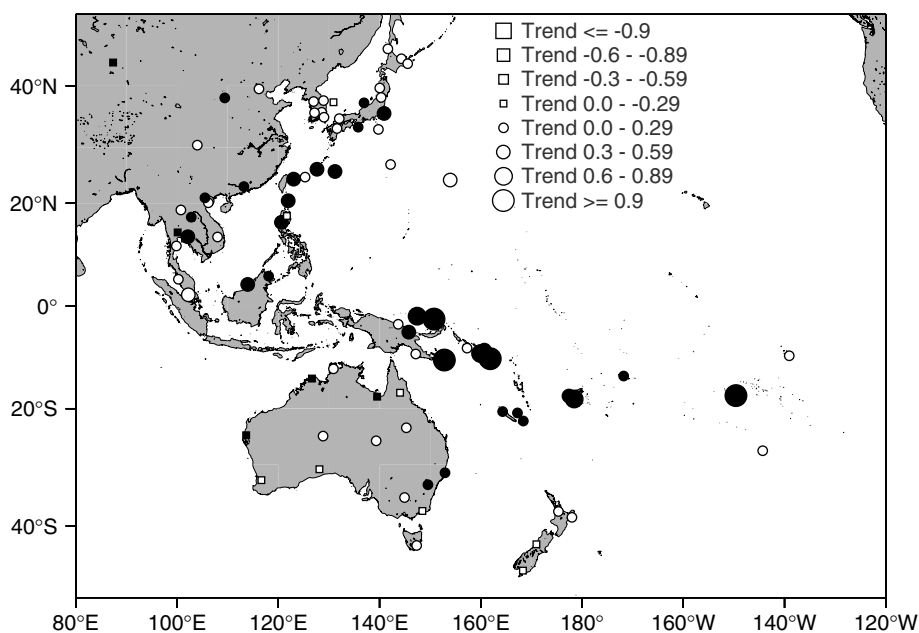 Trend <= -0.9
Trend -0.6 - -0.89
Trend -0.3 - -0.59
Trend 0.0 - -0.29
Trend 0.0 - 0.29
Trend 0.3 - 0.59
Trend 0.6 - 0.89
Trend >= 0.9
40°N
20°N
0°
20°S
40°S
80°E 100°E 120°E 140°E 160°E 180° 160°W 140°W 120°W